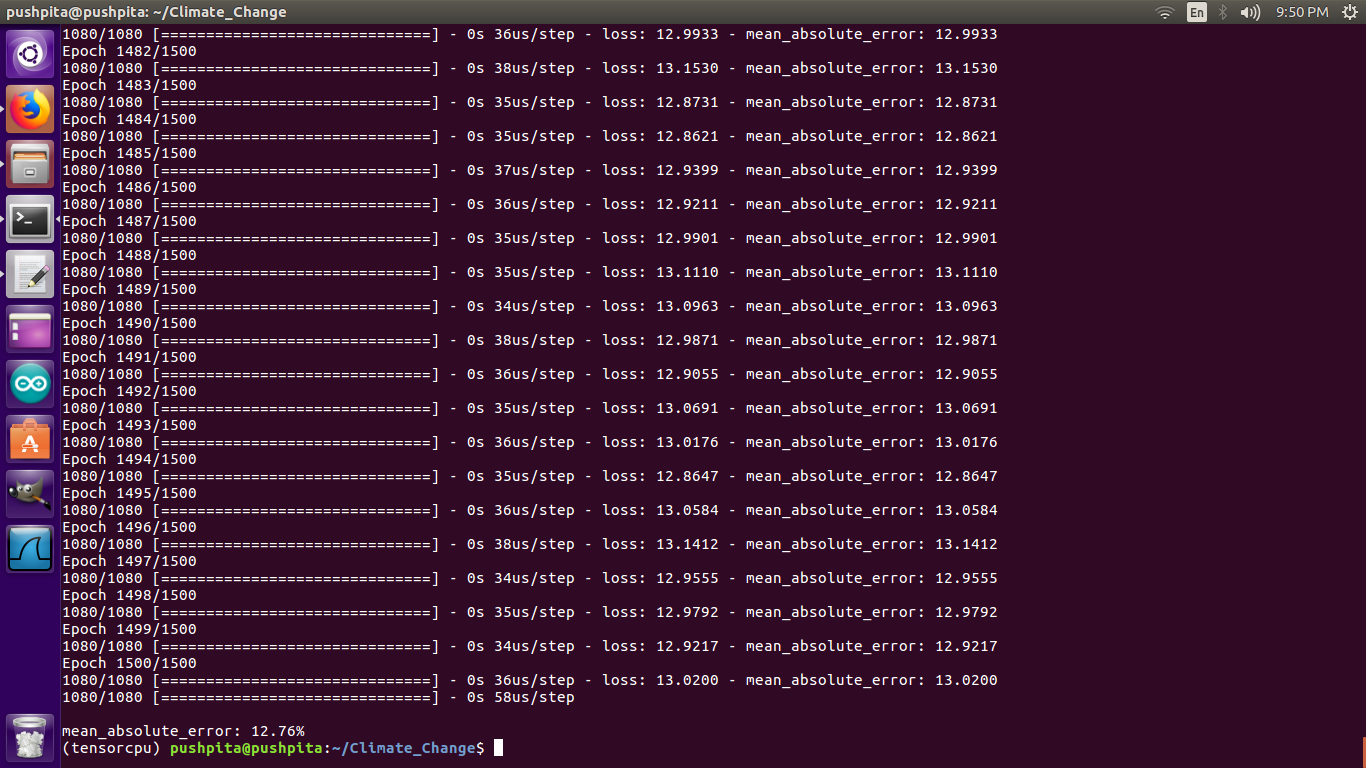 pushpita@pushpita: ~/Climate_Change
En
9:50 PM
1080/1080 [==============================] - 0s 36us/step - loss: 12.9933 - mean_absolute_error: 12.9933
Epoch 1482/1500
1080/1080 [==============================] - 0s 38us/step - loss: 13.1530 - mean_absolute_error: 13.1530
Epoch 1483/1500
1080/1080 [==============================] - 0s 35us/step - loss: 12.8731 - mean_absolute_error: 12.8731
Epoch 1484/1500
1080/1080 [==============================] - 0s 35us/step - loss: 12.8621 - mean_absolute_error: 12.8621
Epoch 1485/1500
1080/1080 [==============================] - 0s 37us/step - loss: 12.9399 - mean_absolute_error: 12.9399
Epoch 1486/1500
1080/1080 [==============================] - 0s 36us/step - loss: 12.9211 - mean_absolute_error: 12.9211
Epoch 1487/1500
1080/1080 [==============================] - 0s 35us/step - loss: 12.9901 - mean_absolute_error: 12.9901
Epoch 1488/1500
1080/1080 [==============================] - 0s 35us/step - loss: 13.1110 - mean_absolute_error: 13.1110
Epoch 1489/1500
1080/1080 [==============================] - 0s 34us/step - loss: 13.0963 - mean_absolute_error: 13.0963
Epoch 1490/1500
1080/1080 [==============================] - 0s 38us/step - loss: 12.9871 - mean_absolute_error: 12.9871
Epoch 1491/1500
1080/1080 [==============================] - 0s 36us/step - loss: 12.9055 - mean_absolute_error: 12.9055
Epoch 1492/1500
1080/1080 [==============================] - 0s 35us/step - loss: 13.0691 - mean_absolute_error: 13.0691
Epoch 1493/1500
1080/1080 [==============================] - 0s 36us/step - loss: 13.0176 - mean_absolute_error: 13.0176
Epoch 1494/1500
1080/1080 [==============================] - 0s 35us/step - loss: 12.8647 - mean_absolute_error: 12.8647
Epoch 1495/1500
1080/1080 [==============================] - 0s 36us/step - loss: 13.0584 - mean_absolute_error: 13.0584
Epoch 1496/1500
1080/1080 [==============================] - 0s 38us/step - loss: 13.1412 - mean_absolute_error: 13.1412
Epoch 1497/1500
1080/1080 [==============================] - 0s 34us/step - loss: 12.9555 - mean_absolute_error: 12.9555
Epoch 1498/1500
1080/1080 [==============================] - 0s 35us/step - loss: 12.9792 - mean_absolute_error: 12.9792
Epoch 1499/1500
1080/1080 [==============================] - 0s 34us/step - loss: 12.9217 - mean_absolute_error: 12.9217
Epoch 1500/1500
1080/1080 [==============================] - 0s 36us/step - loss: 13.0200 - mean_absolute_error: 13.0200
1080/1080 [==============================] - 0s 58us/step
mean_absolute_error: 12.76%
(tensorcpu) pushpita@pushpita:~/Climate_Change$